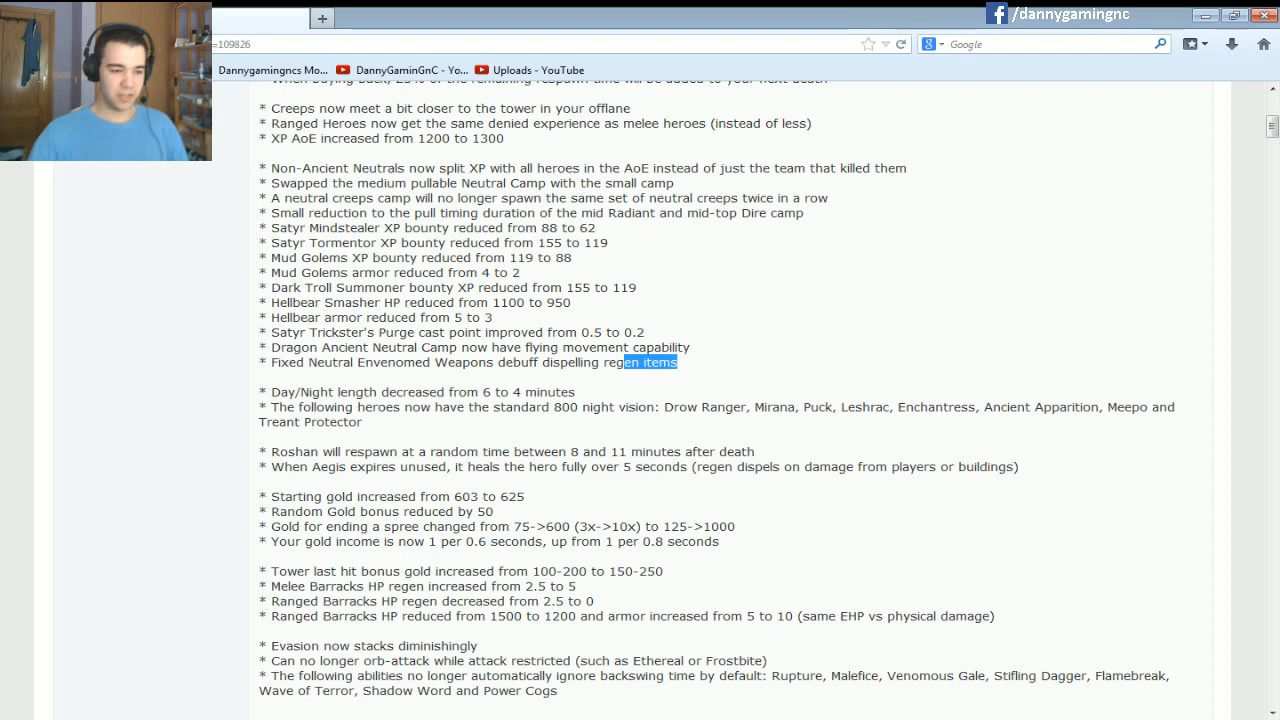 /dannygamingnc
=109826
Google
Dannygamingncs Mo...
DannyGaminGnC - Yo...
Uploads - YouTube
* Creeps now meet a bit closer to the tower in your offlane
* Ranged Heroes now get the same denied experience as melee heroes (instead of less)
* XP AoE increased from 1200 to 1300
* Non-Ancient Neutrals now split XP with all heroes in the AoE instead of just the team that killed them
* Swapped the medium pullable Neutral Camp with the small camp
* A neutral creeps camp will no longer spawn the same set of neutral creeps twice in a row
* Small reduction to the pull timing duration of the mid Radiant and mid-top Dire camp
* Satyr Mindstealer XP bounty reduced from 88 to 62
* Satyr Tormentor XP bounty reduced from 155 to 119
* Mud Golems XP bounty reduced from 119 to 88
* Mud Golems armor reduced from 4 to 2
* Dark Troll Summoner bounty XP reduced from 155 to 119
* Hellbear Smasher HP reduced from 1100 to 950
* Hellbear armor reduced from 5 to 3
* Satyr Trickster's Purge cast point improved from 0.5 to 0.2
* Dragon Ancient Neutral Camp now have flying movement capability
* Fixed Neutral Envenomed Weapons debuff dispelling regen items
* Day/Night length decreased from 6 to 4 minutes
* The following heroes now have the standard 800 night vision: Drow Ranger, Mirana, Puck, Leshrac, Enchantress, Ancient Apparition, Meepo and
Treant Protector
* Roshan will respawn at a random time between 8 and 11 minutes after death
* When Aegis expires unused, it heals the hero fully over 5 seconds (regen dispels on damage from players or buildings)
* Starting gold increased from 603 to 625
* Random Gold bonus reduced by 50
* Gold for ending a spree changed from 75->600 (3x->10x) to 125->1000
* Your gold income is now 1 per 0.6 seconds, up from 1 per 0.8 seconds
* Tower last hit bonus gold increased from 100-200 to 150-250
* Melee Barracks HP regen increased from 2.5 to 5
* Ranged Barracks HP regen decreased from 2.5 to 0
* Ranged Barracks HP reduced from 1500 to 1200 and armor increased from 5 to 10 (same EHP vs physical damage)
* Evasion now stacks diminishingly
* Can no longer orb-attack while attack restricted (such as Ethereal or Frostbite)
* The following abilities no longer automatically ignore backswing time by default: Rupture, Malefice, Venomous Gale, Stifling Dagger, Flamebreak,
Wave of Terror, Shadow Word and Power Cogs